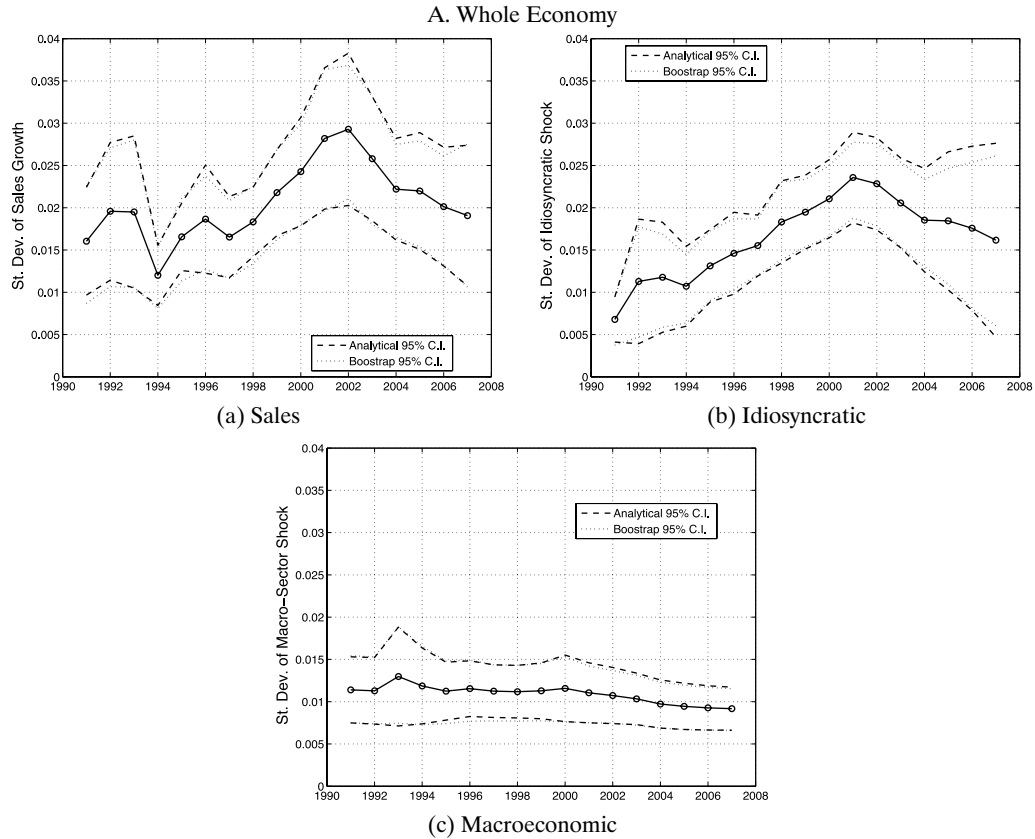 A. Whole Economy
0.04
0.035
0.03
0.025
0.02
0.015
0.01
0.005
0
St. Dev. of Sales Growth
Analytical 95% C.I.
Boostrap 95% C.I.
1990 1992 1994 1996 1998 2000 2002 2004 2006 2008
(a) Sales
0.04
0.035
0.03
0.025
0.02
0.015
0.01
0.005
0
St. Dev. of Idiosyncratic Shock
Analytical 95% C.I.
Boostrap 95% C.I.
1990 1992 1994 1996 1998 2000 2002 2004 2006 2008
(b) Idiosyncratic
0.04
0.035
0.03
0.025
0.02
0.015
0.01
0.005
0
St. Dev. of Macro-Sector Shock
Analytical 95% C.I.
Boostrap 95% C.I.
1990 1992 1994 1996 1998 2000 2002 2004 2006 2008
(c) Macroeconomic